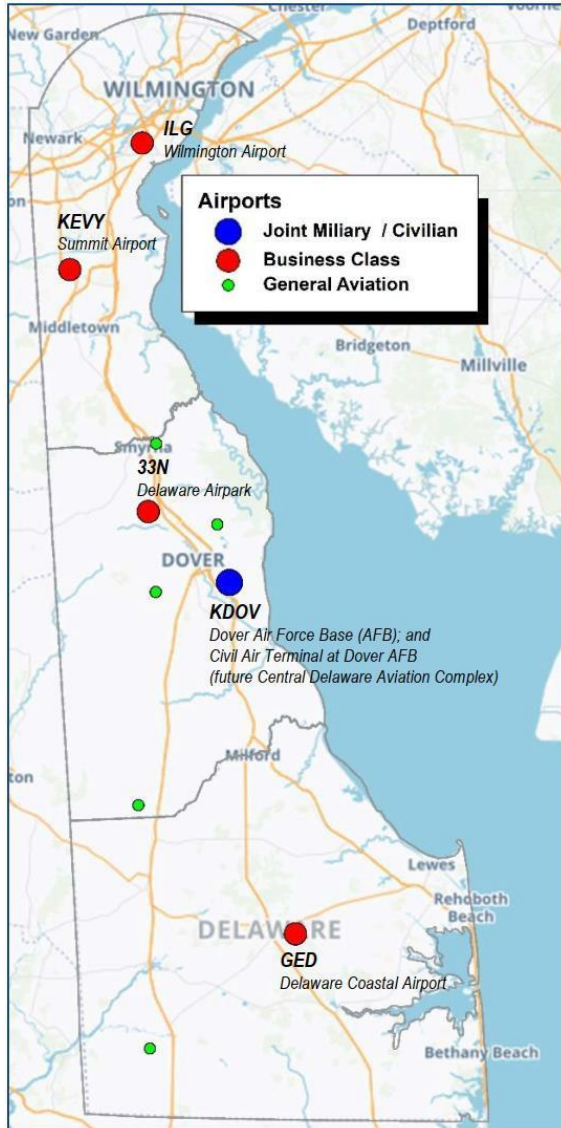 Chester
New Garden
Deptford
WILMINGTON
ILG
Wilmington Airport
Newark
Airports
Joint Miliary / Civilian
Business Class
General Aviation
KEVY
Summit Airport
Middletown
Bridgeton
Millville
Smyrna
33N
Delaware Airpark
DOVER
KDOV
Dover Air Force Base (AFB); and
Civil Air Terminal at Dover AFB
(future Central Delaware Aviation Complex)
Milford
ton
Lewes
Rehoboth
Beach
DELAWARE
GED
Delaware Coastal Airport
Bethany Beach